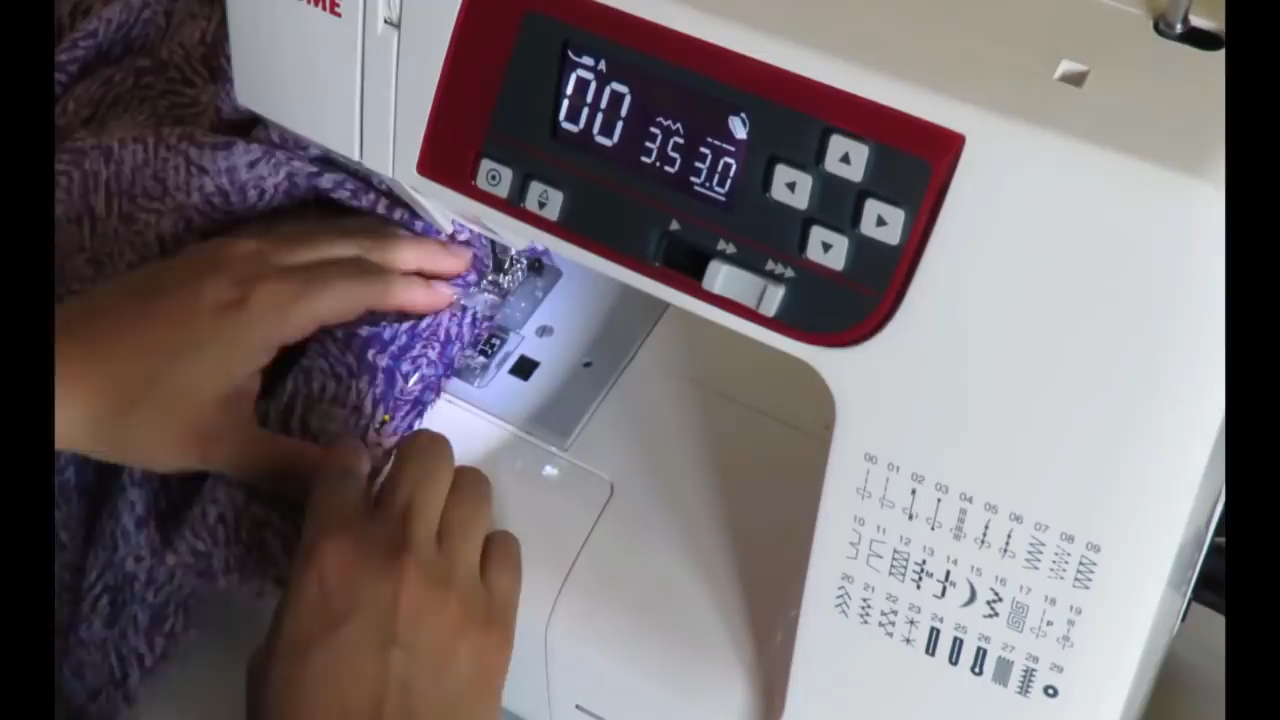 OME
A
00
3.5 3.0
00 01 02 03 04 05 06 07 08 09
10 11 12 13 14 15 16 17 18 19
M R P
20 21 22 23 24 25 26 27 28 29